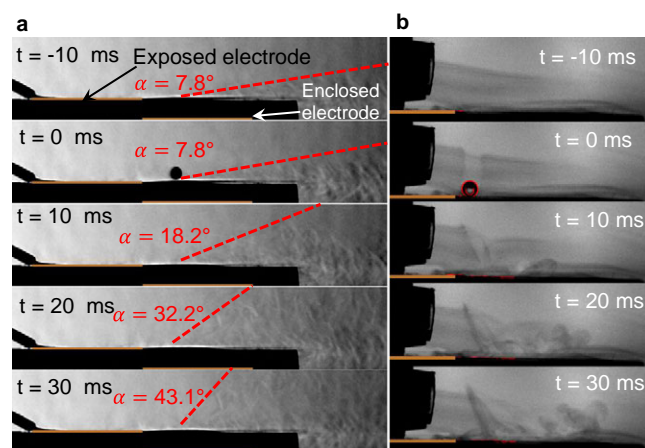 a
t = -10 ms
Exposed electrode
α = 7.8°
Enclosed
electrode
t = 0 ms
α = 7.8°
t = 10 ms
α = 18.2°
t = 20 ms
α = 32.2°
t = 30 ms
α = 43.1°
b
t = -10 ms
t = 0 ms
t = 10 ms
t = 20 ms
t = 30 ms